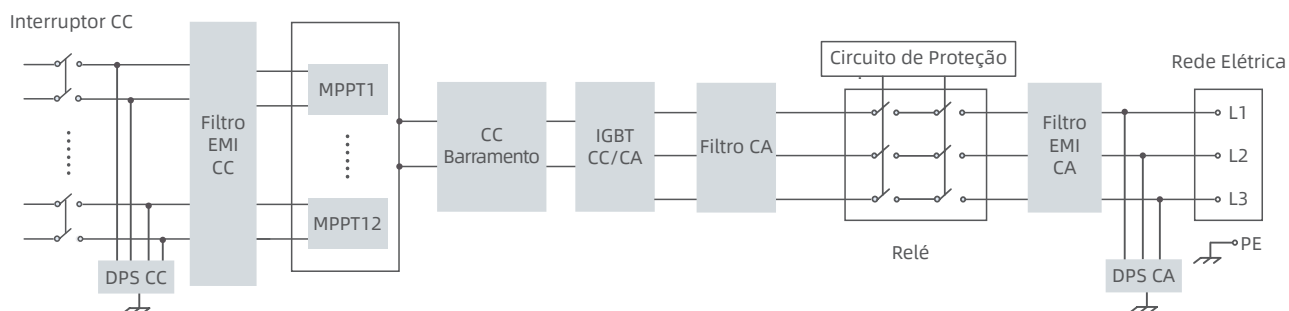 Interruptor CC
DPS CC
Filtro
EMI
CC
MPPT1
MPPT12
CC
Barramento
IGBT
CC/CA
Filtro CA
Circuito de Proteção
Relé
Filtro
EMI
CA
DPS CA
Rede Elétrica
L1
L2
L3
PE